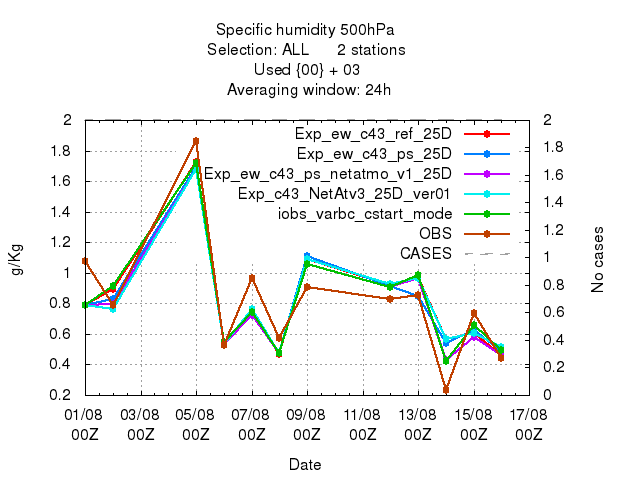 Specific humidity 500hPa
Selection: ALL 2 stations
Used {00} + 03
Averaging window: 24h
2 2
1.8 1.8
1.6 1.6
1.4 1.4
1.2 1.2
1 1
0.8 0.8
0.6 0.6
0.4 0.4
0.2 0.2
0
g/Kg
No cases
Exp_ew_c43_ref_25D
Exp_ew_c43_ps_25D
Exp_ew_c43_ps_netatmo_v1_25D
Exp_c43_NetAtv3_25D_ver01
iobs_varbc_cstart_mode
OBS
CASES
01/08 03/08 05/08 07/08 09/08 11/08 13/08 15/08 17/08
00Z 00Z 00Z 00Z 00Z 00Z 00Z 00Z 00Z
Date